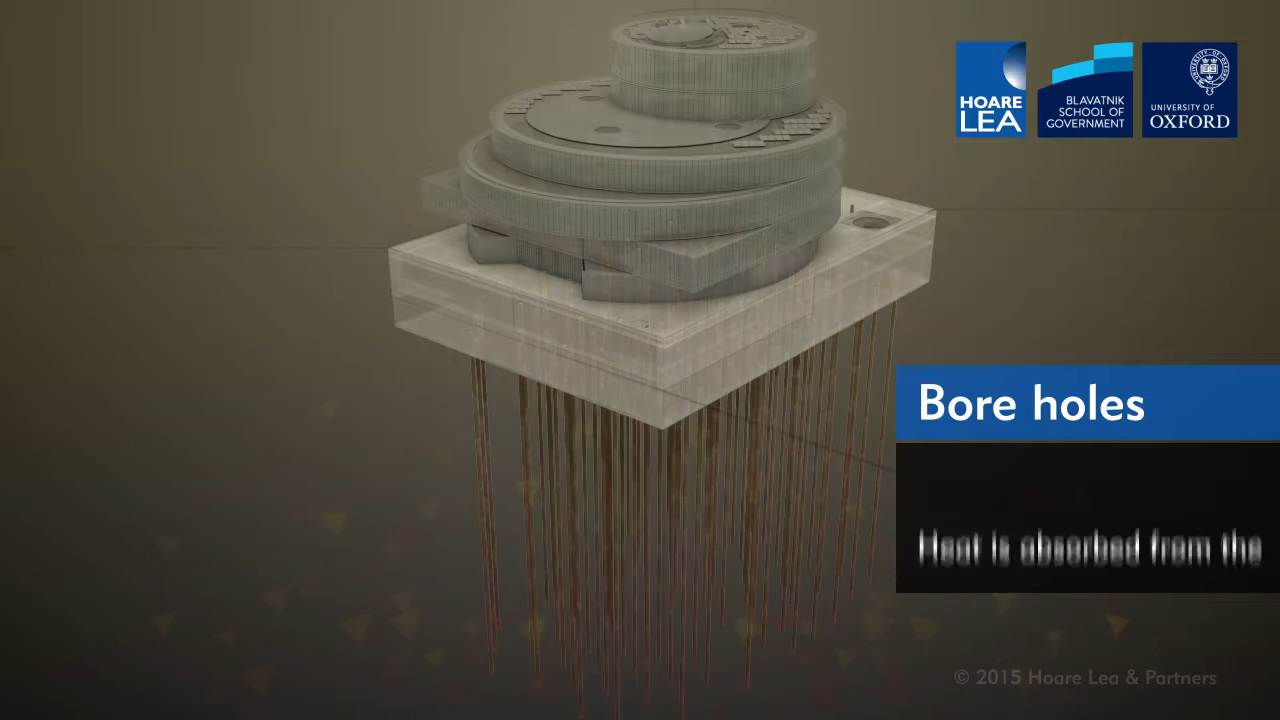 HOARE
LEA
BLAVATNIK
SCHOOL OF
GOVERNMENT
UNIVERSITY OF
OXFORD
Bore holes
Heat is absorbed from the
© 2015 Hoare Lea & Partners